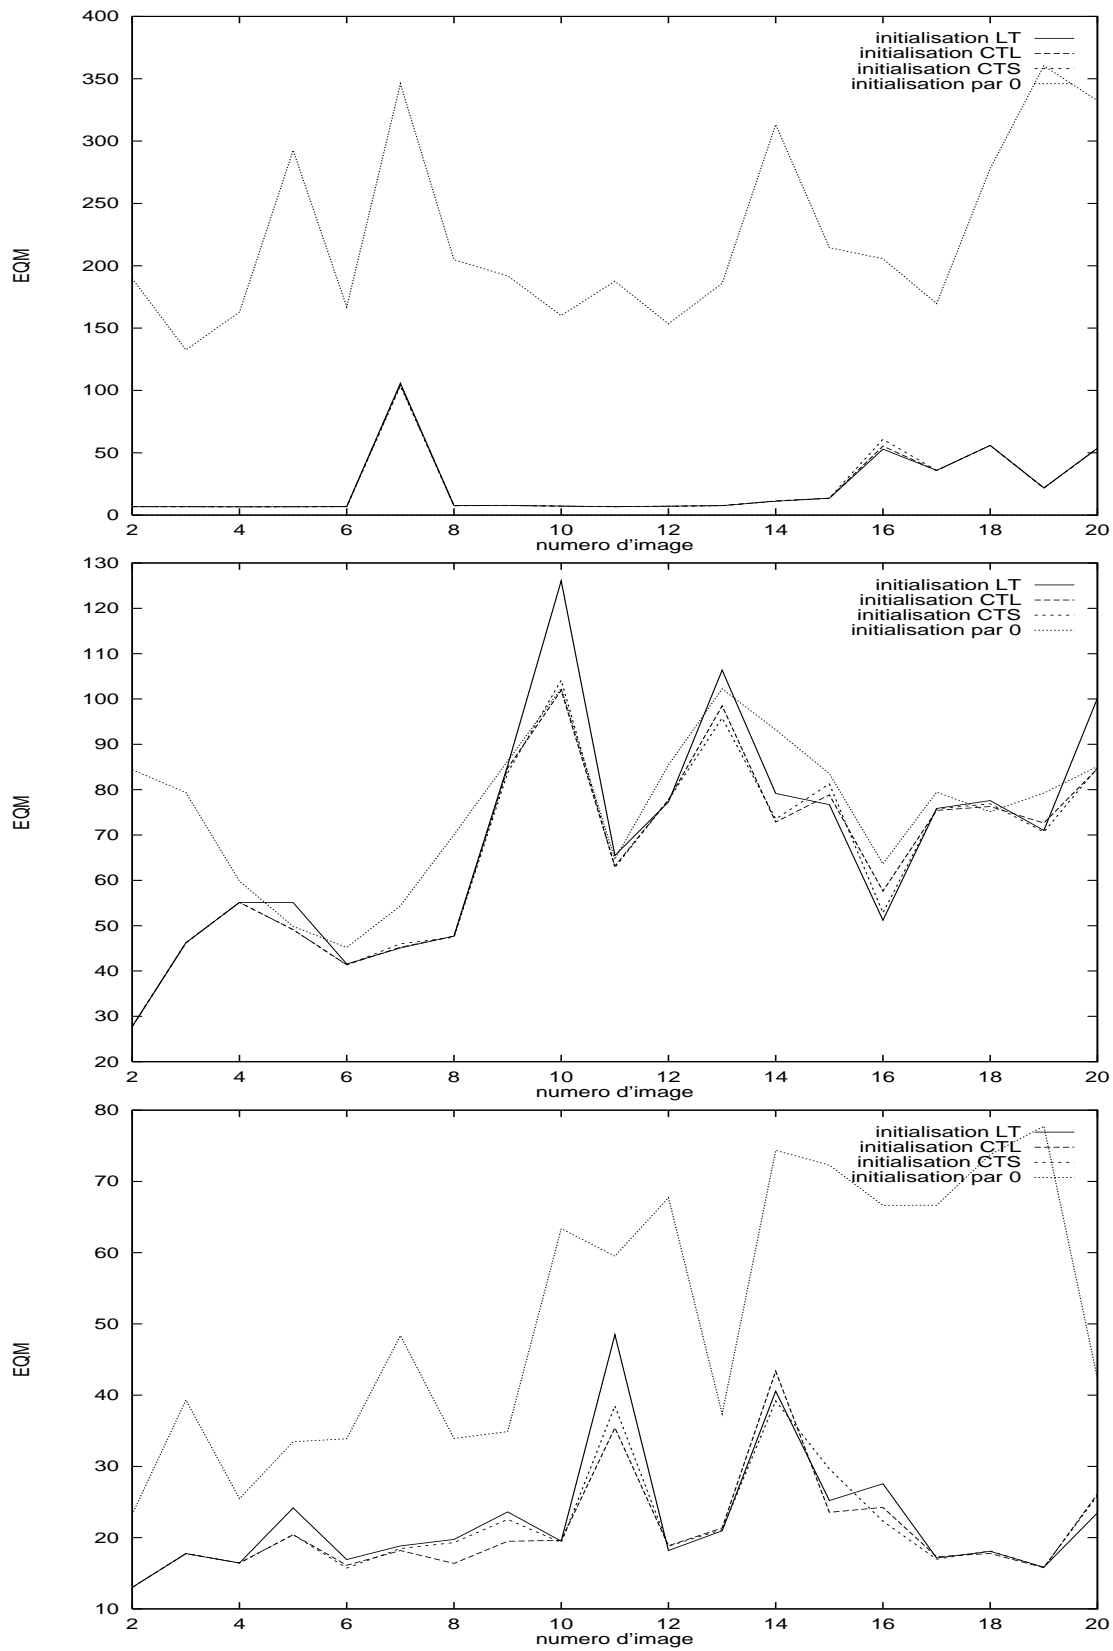 400
350
300
250
200
150
100
50
0
EQM
initialisation LT
initialisation CTL
initialisation CTS
initialisation par 0
2 4 6 8 10 12 14 16 18 20
numero d'image
130
120
110
100
90
80
70
60
50
40
30
20
EQM
initialisation LT
initialisation CTL
initialisation CTS
initialisation par 0
2 4 6 8 10 12 14 16 18 20
numero d'image
80
70
60
50
40
30
20
10
EQM
initialisation LT
initialisation CTL
initialisation CTS
initialisation par 0
2 4 6 8 10 12 14 16 18 20
numero d'image